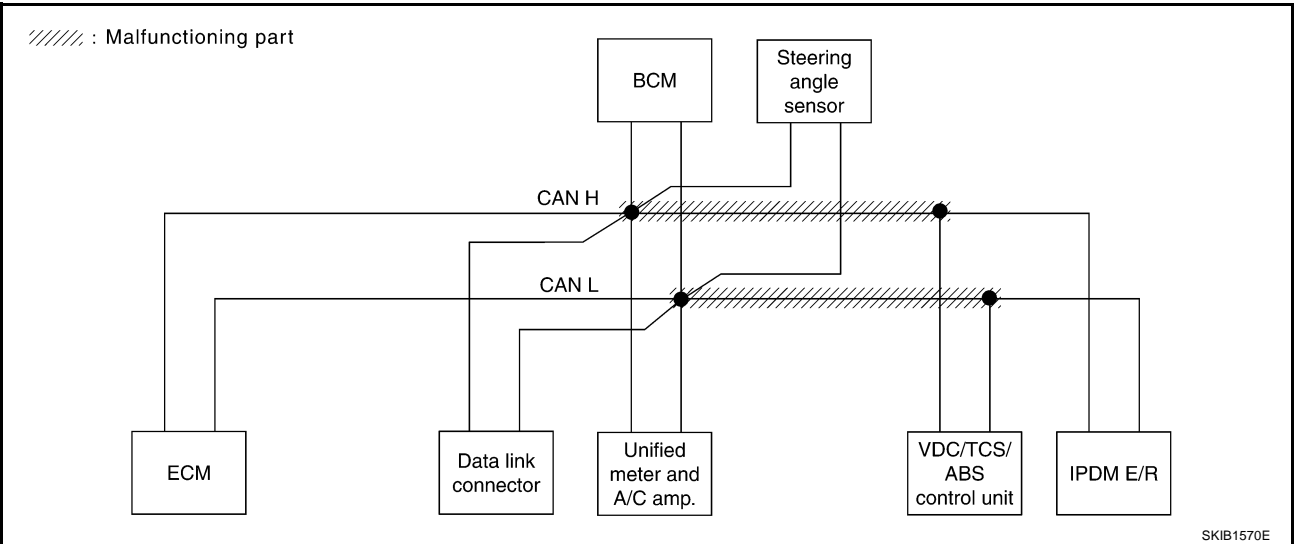 : Malfunctioning part
BCM
Steering
angle
sensor
CAN H
CAN L
ECM
Data link
connector
Unified
meter and
A/C amp.
VDC/TCS/
ABS
control unit
IPDM E/R
SKIB1570E